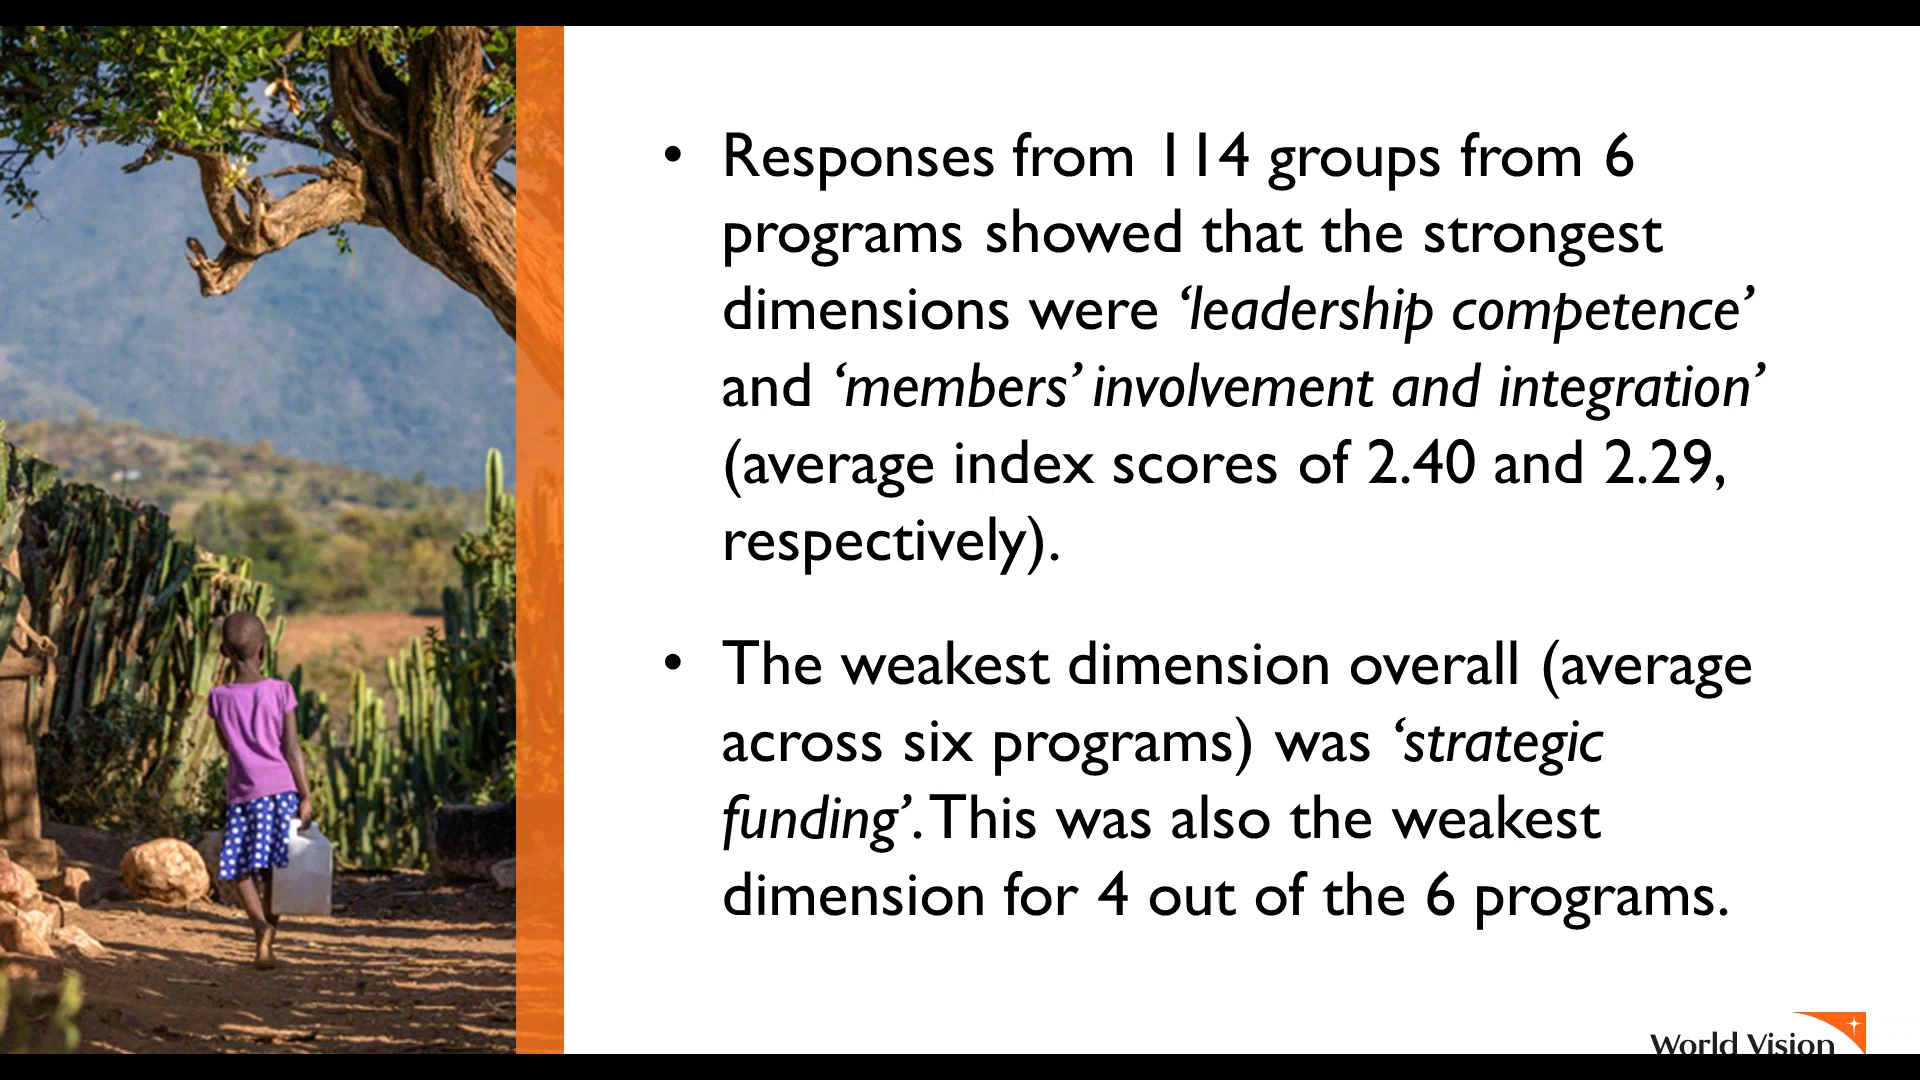 • Responses from 114 groups from 6
programs showed that the strongest
dimensions were ‘leadership competence’
and ‘members’ involvement and integration’
(average index scores of 2.40 and 2.29,
respectively).
• The weakest dimension overall (average
across six programs) was ‘strategic
funding’. This was also the weakest
dimension for 4 out of the 6 programs.
World Vision